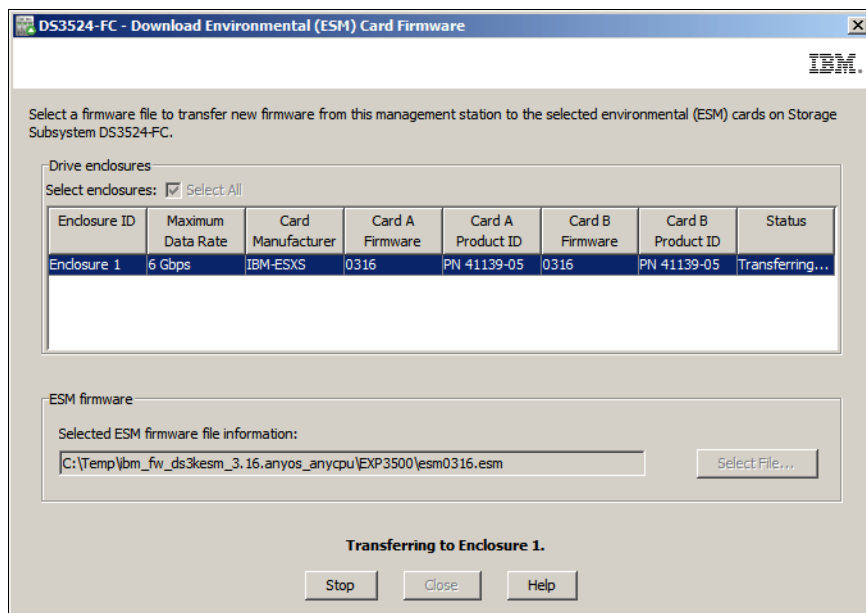 DS3524-FC - Download Environmental (ESM) Card Firmware
IBM.
Select a firmware file to transfer new firmware from this management station to the selected environmental (ESM) cards on Storage
Subsystem DS3524-FC.
Drive enclosures
Select enclosures: Select All
Enclosure ID Maximum Data Rate Card Manufacturer Card A Firmware Card A Product ID Card B Firmware Card B Product ID Status
Enclosure 1 6 Gbps IBM-ESXS 0316 PN 41139-05 0316 PN 41139-05 Transferring...
ESM firmware
Selected ESM firmware file information:
C:\Temp\ibm_fw_ds3kesm_3.16.anyos_anycpu\EXP3500\esm0316.esm
Select File...
Transferring to Enclosure 1.
Stop Close Help